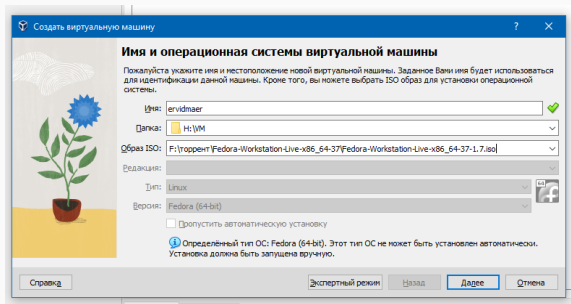 Создать виртуальную машину
Имя и операционная системы виртуальной машины
Пожалуйста укажите имя и местоположение новой виртуальной машины. Заданное Вами имя будет использоваться
для идентификации данной машины. Кроме того, вы можете выбрать ISO образ для установки операционной
системы.
Имя: ervidmaer
Папка: H:\VM
Образ ISO: F:\торрент\Fedora-Workstation-Live-x86_64-37\Fedora-Workstation-Live-x86_64-37-1.7.iso
Редакция:
Тип: Linux
64
Версия: Fedora (64-bit)
Пропустить автоматическую установку
Определённый тип ОС: Fedora (64-bit). Этот тип ОС не может быть установлен автоматически.
Установка должна быть запущена вручную.
Справка Экспертный режим Назад Далее Отмена